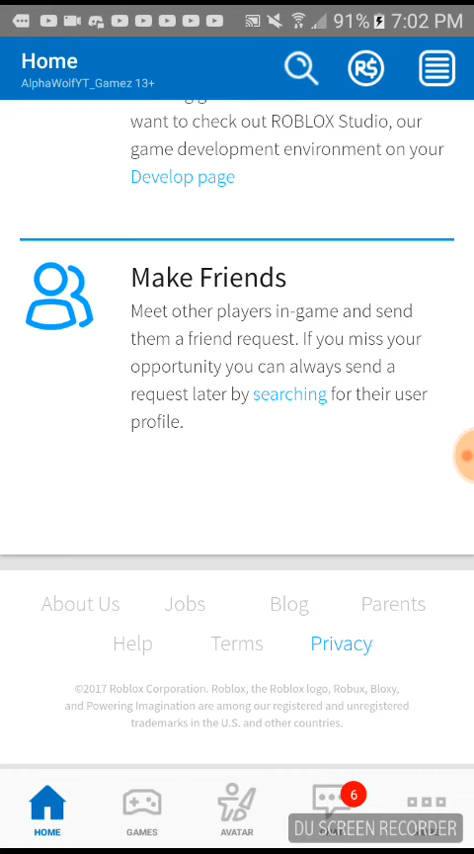 91% 7:02 PM
Home
AlphaWolfYT_Gamez 13+
R$
want to check out ROBLOX Studio, our
game development environment on your
Develop page
Make Friends
Meet other players in-game and send
them a friend request. If you miss your
opportunity you can always send a
request later by searching for their user
profile.
About Us Jobs Blog Parents
Help Terms Privacy
©2017 Roblox Corporation. Roblox, the Roblox logo, Robux, Bloxy,
and Powering Imagination are among our registered and unregistered
trademarks in the U.S. and other countries.
6
HOME GAMES AVATAR
DU SCREEN RECORDER